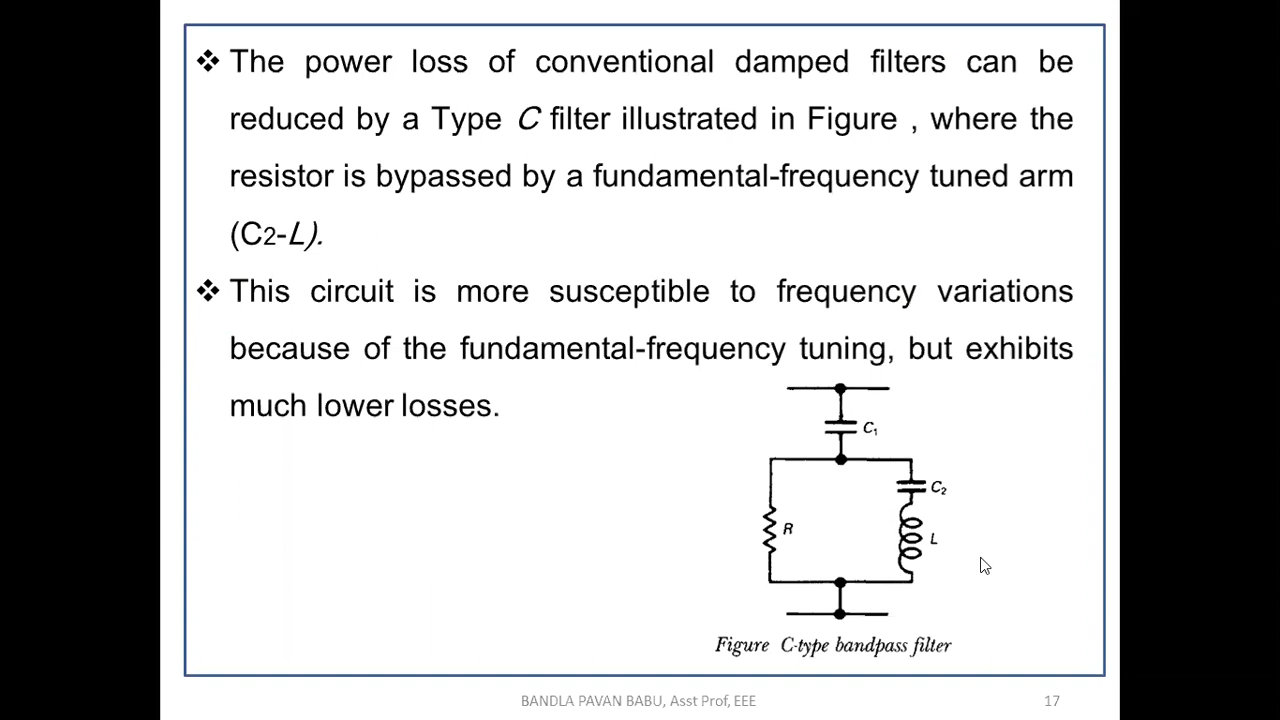 ❖ The power loss of conventional damped filters can be
reduced by a Type C filter illustrated in Figure , where the
resistor is bypassed by a fundamental-frequency tuned arm
(C2-L).
❖ This circuit is more susceptible to frequency variations
because of the fundamental-frequency tuning, but exhibits
much lower losses.
C₁
C₂
R
L
Figure C-type bandpass filter
BANDLA PAVAN BABU, Asst Prof, EEE
17